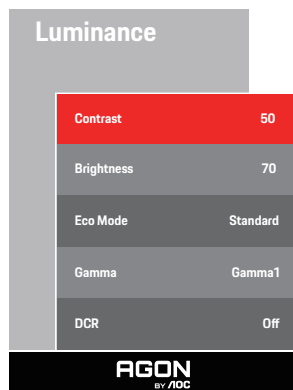 Luminance
Contrast 50
Brightness 70
Eco Mode Standard
Gamma Gamma1
DCR Off
AGON
BY AOC